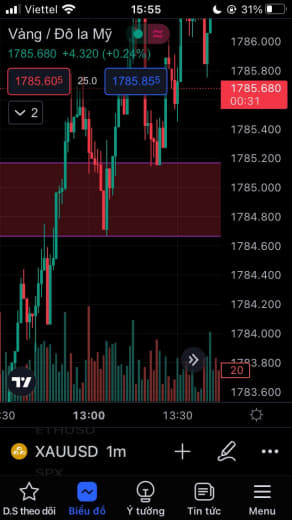 Viettel 15:55 31%
Vàng / Đô la Mỹ
1785.680 +4.320 (+0.24%)
1785.605 25.0 1785.855
2
1786.000
1785.680
00:31
1785.400
1785.200
1785.000
1784.800
1784.600
1784.400
1784.200
1784.000
1783.800
20
1783.600
:30 13:00 13:30
ETHUSD
XAUUSD 1m
SPX
D.S theo dõi Biểu đồ Ý tưởng Tin tức Menu